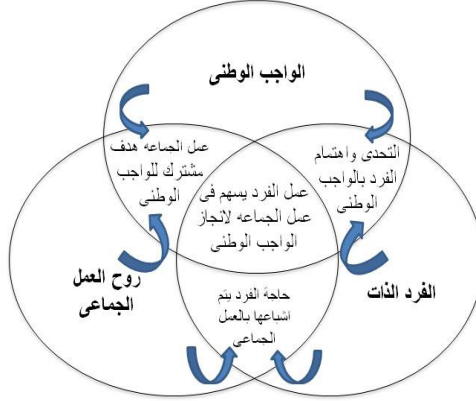 الواجب الوطنى
عمل الجماعه هدف
مشترك للواجب
الوطنى
التحدى واهتمام
الفرد بالواجب
الوطنى
عمل الفرد يسهم فى
عمل الجماعه لانجاز
الواجب الوطنى
روح العمل
الجماعى
الفرد الذات
حاجة الفرد يتم
اشباعها بالعمل
الجماعى